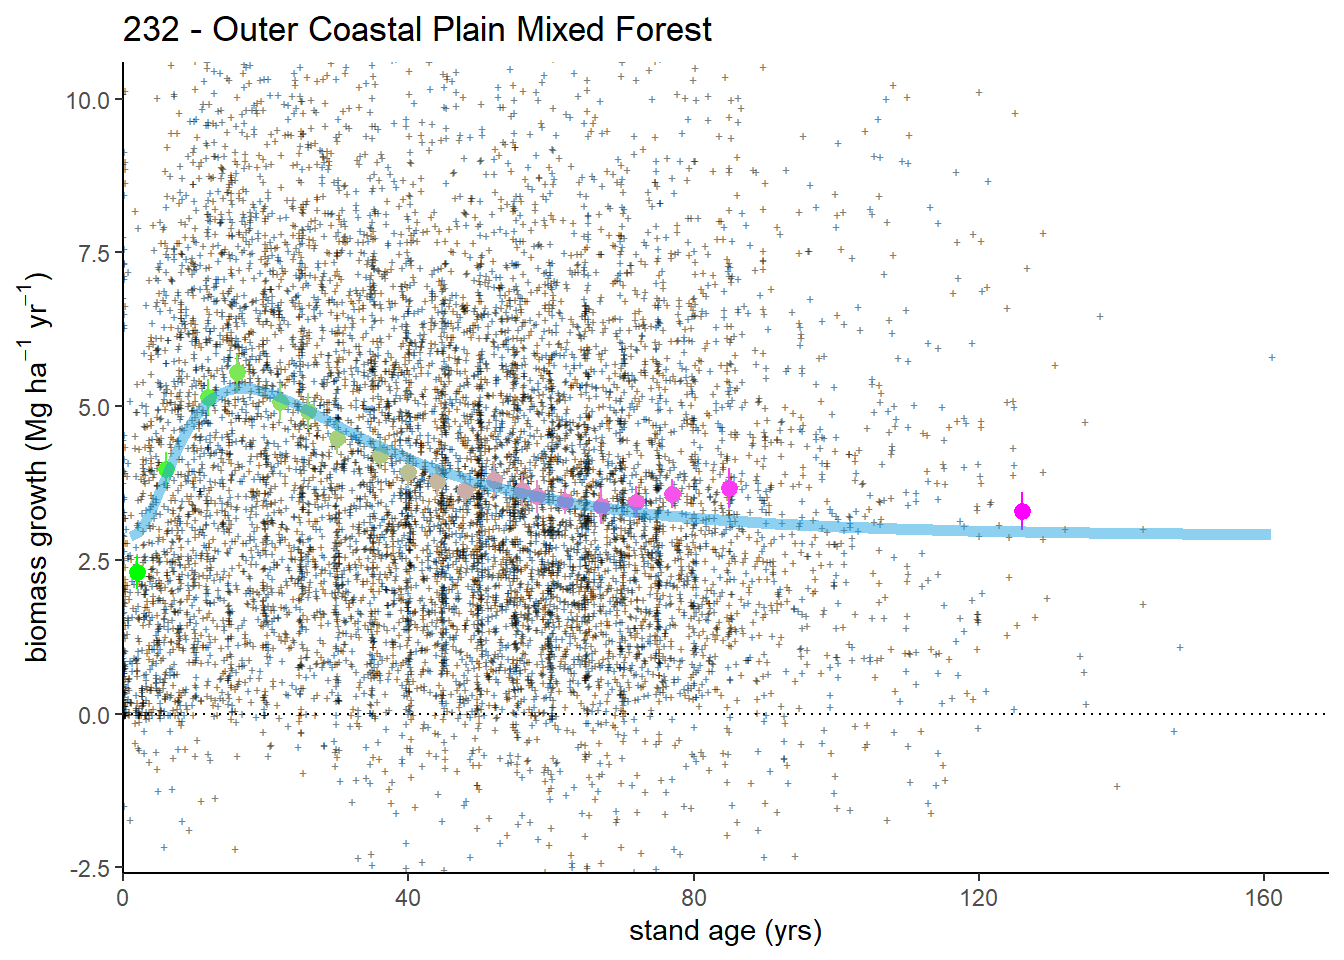 232 - Outer Coastal Plain Mixed Forest
biomass growth (Mg ha⁻¹ yr⁻¹)
10.0
7.5
5.0
2.5
0.0
-2.5
0 40 80 120 160
stand age (yrs)